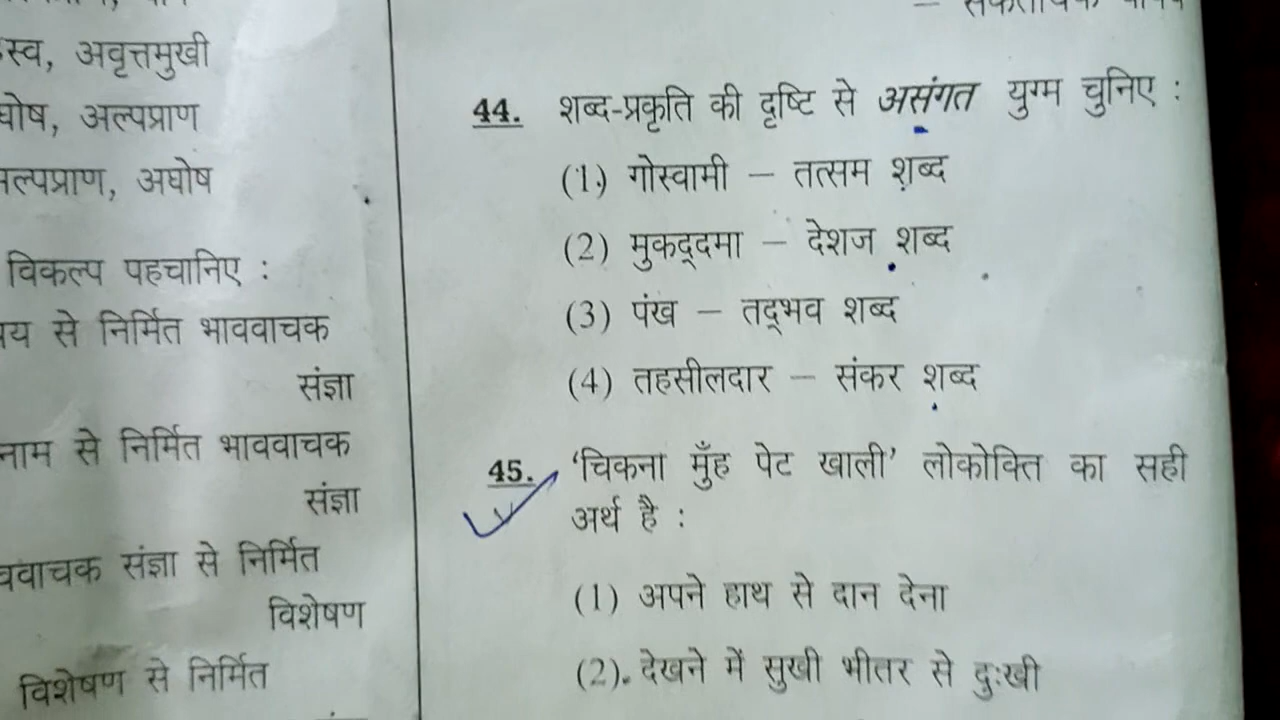 स्व, अवृत्तमुखी
घोष, अल्पप्राण
अल्पप्राण, अघोष
विकल्प पहचानिए :
से निर्मित भाववाचक
संज्ञा
नाम से निर्मित भाववाचक
संज्ञा
ववाचक संज्ञा से निर्मित
विशेषण
विशेषण से निर्मित
44. शब्द-प्रकृति की दृष्टि से असंगत युग्म चुनिए :
(1) गोस्वामी – तत्सम शब्द
(2) मुकद्दमा – देशज शब्द
(3) पंख – तद्भव शब्द
(4) तहसीलदार – संकर शब्द
45. 'चिकना मुँह पेट खाली' लोकोक्ति का सही
अर्थ है :
(1) अपने हाथ से दान देना
(2). देखने में सुखी भीतर से दुःखी